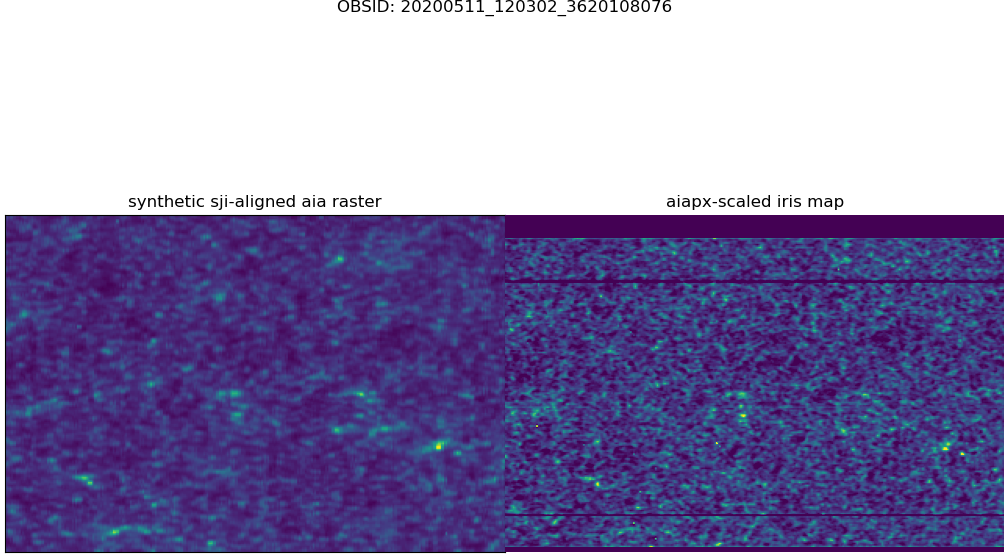 OBSID: 20200511_120302_3620108076
synthetic sji-aligned aia raster
aiapx-scaled iris map